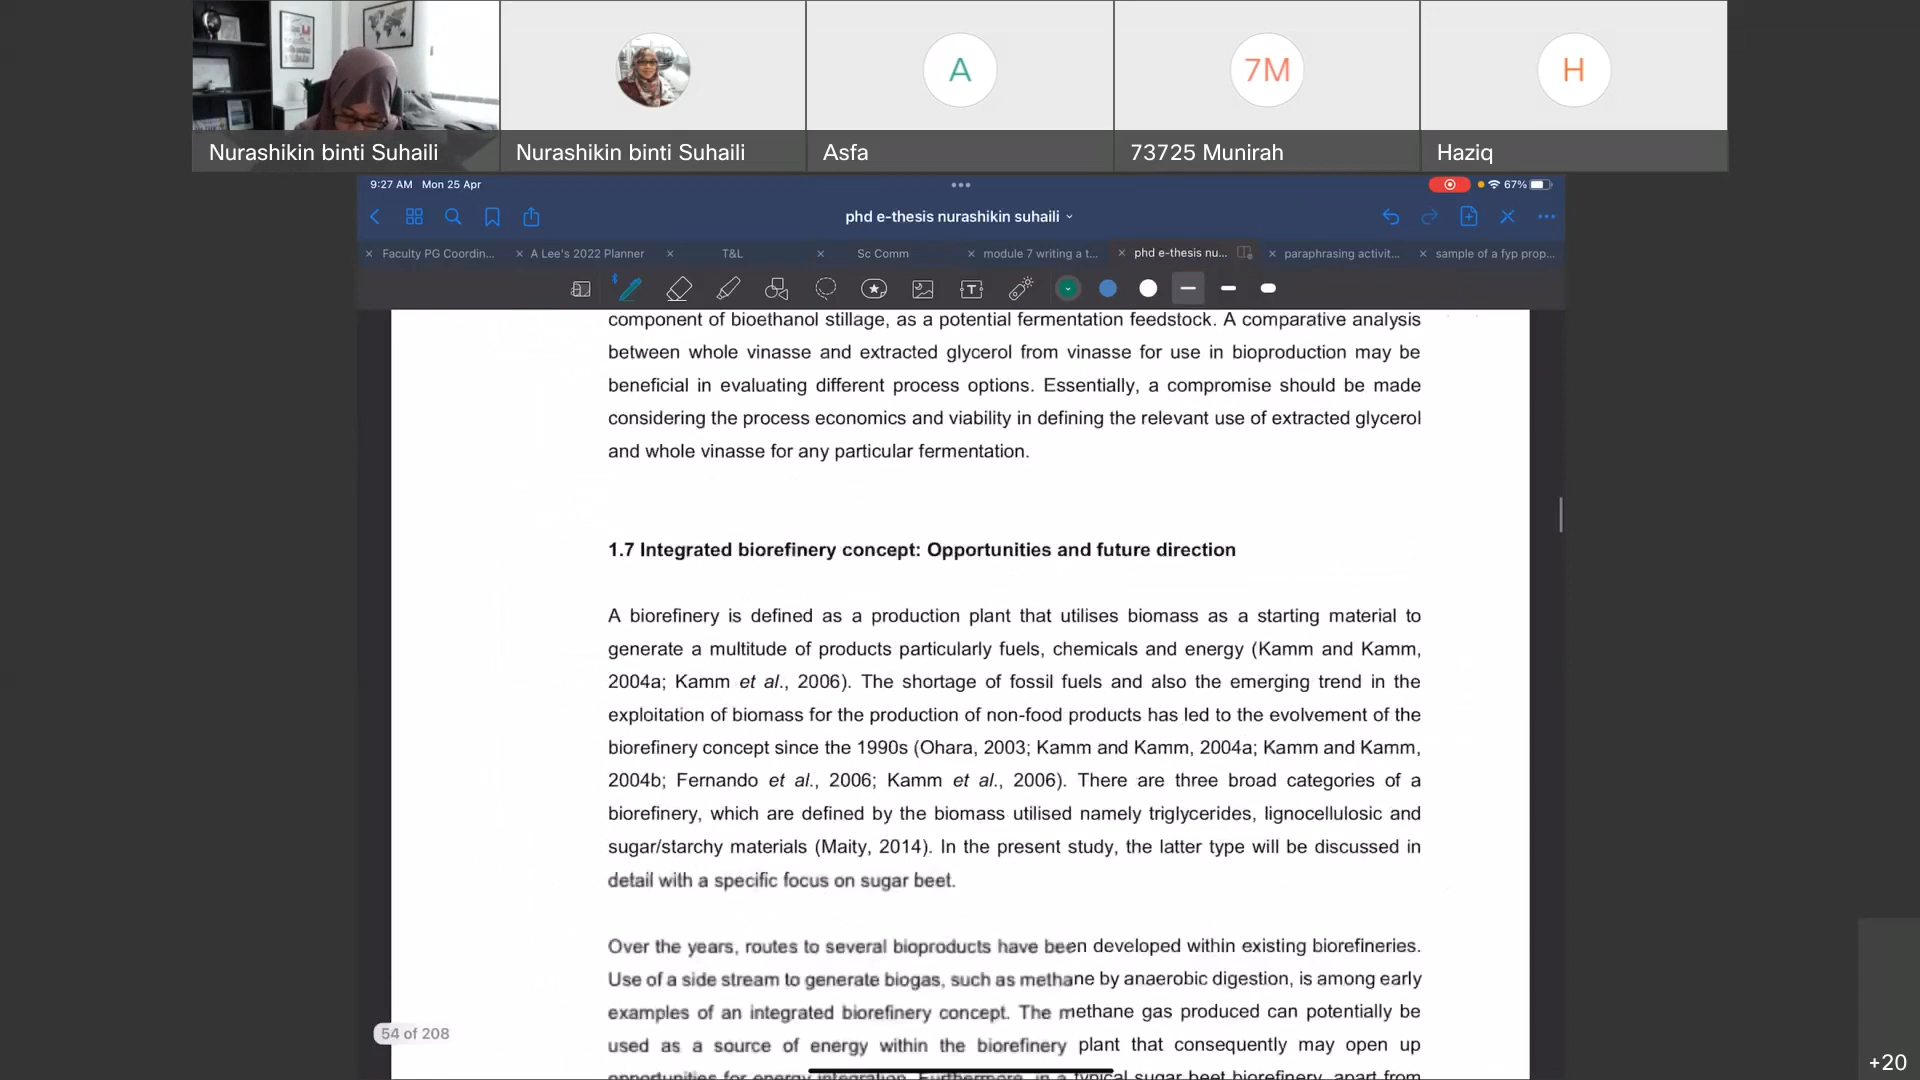 Nurashikin binti Suhaili
Nurashikin binti Suhaili
A
Asfa
7M
73725 Munirah
H
Haziq
9:27 AM Mon 25 Apr
67%
phd e-thesis nurashikin suhaili
Faculty PG Coordin...
A Lee's 2022 Planner
T&L
Sc Comm
module 7 writing a t...
phd e-thesis nu...
paraphrasing activit...
sample of a fyp prop...
component of bioethanol stillage, as a potential fermentation feedstock. A comparative analysis
between whole vinasse and extracted glycerol from vinasse for use in bioproduction may be
beneficial in evaluating different process options. Essentially, a compromise should be made
considering the process economics and viability in defining the relevant use of extracted glycerol
and whole vinasse for any particular fermentation.
1.7 Integrated biorefinery concept: Opportunities and future direction
A biorefinery is defined as a production plant that utilises biomass as a starting material to
generate a multitude of products particularly fuels, chemicals and energy (Kamm and Kamm,
2004a; Kamm et al., 2006). The shortage of fossil fuels and also the emerging trend in the
exploitation of biomass for the production of non-food products has led to the evolvement of the
biorefinery concept since the 1990s (Ohara, 2003; Kamm and Kamm, 2004a; Kamm and Kamm,
2004b; Fernando et al., 2006; Kamm et al., 2006). There are three broad categories of a
biorefinery, which are defined by the biomass utilised namely triglycerides, lignocellulosic and
sugar/starchy materials (Maity, 2014). In the present study, the latter type will be discussed in
detail with a specific focus on sugar beet.
Over the years, routes to several bioproducts have been developed within existing biorefineries.
Use of a side stream to generate biogas, such as methane by anaerobic digestion, is among early
examples of an integrated biorefinery concept. The methane gas produced can potentially be
used as a source of energy within the biorefinery plant that consequently may open up
opportunities for energy integration. Furthermore, in a typical sugar beet biorefinery, apart from
54 of 208
+20